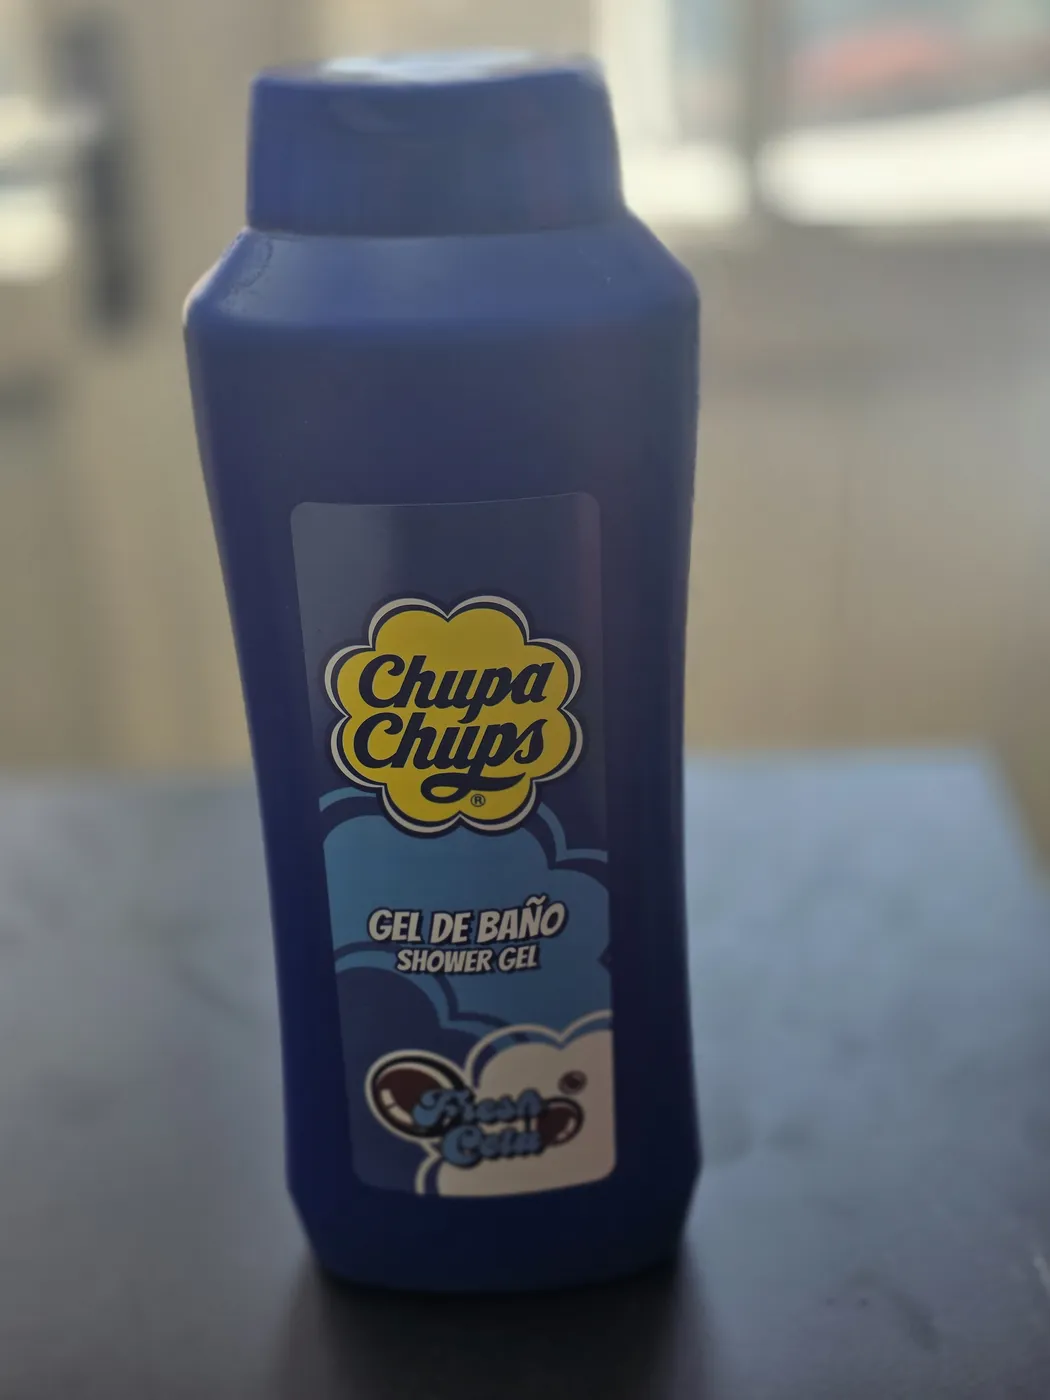 Chupa
Chups
®
GEL DE BAÑO
SHOWER GEL
Fresh
Cola